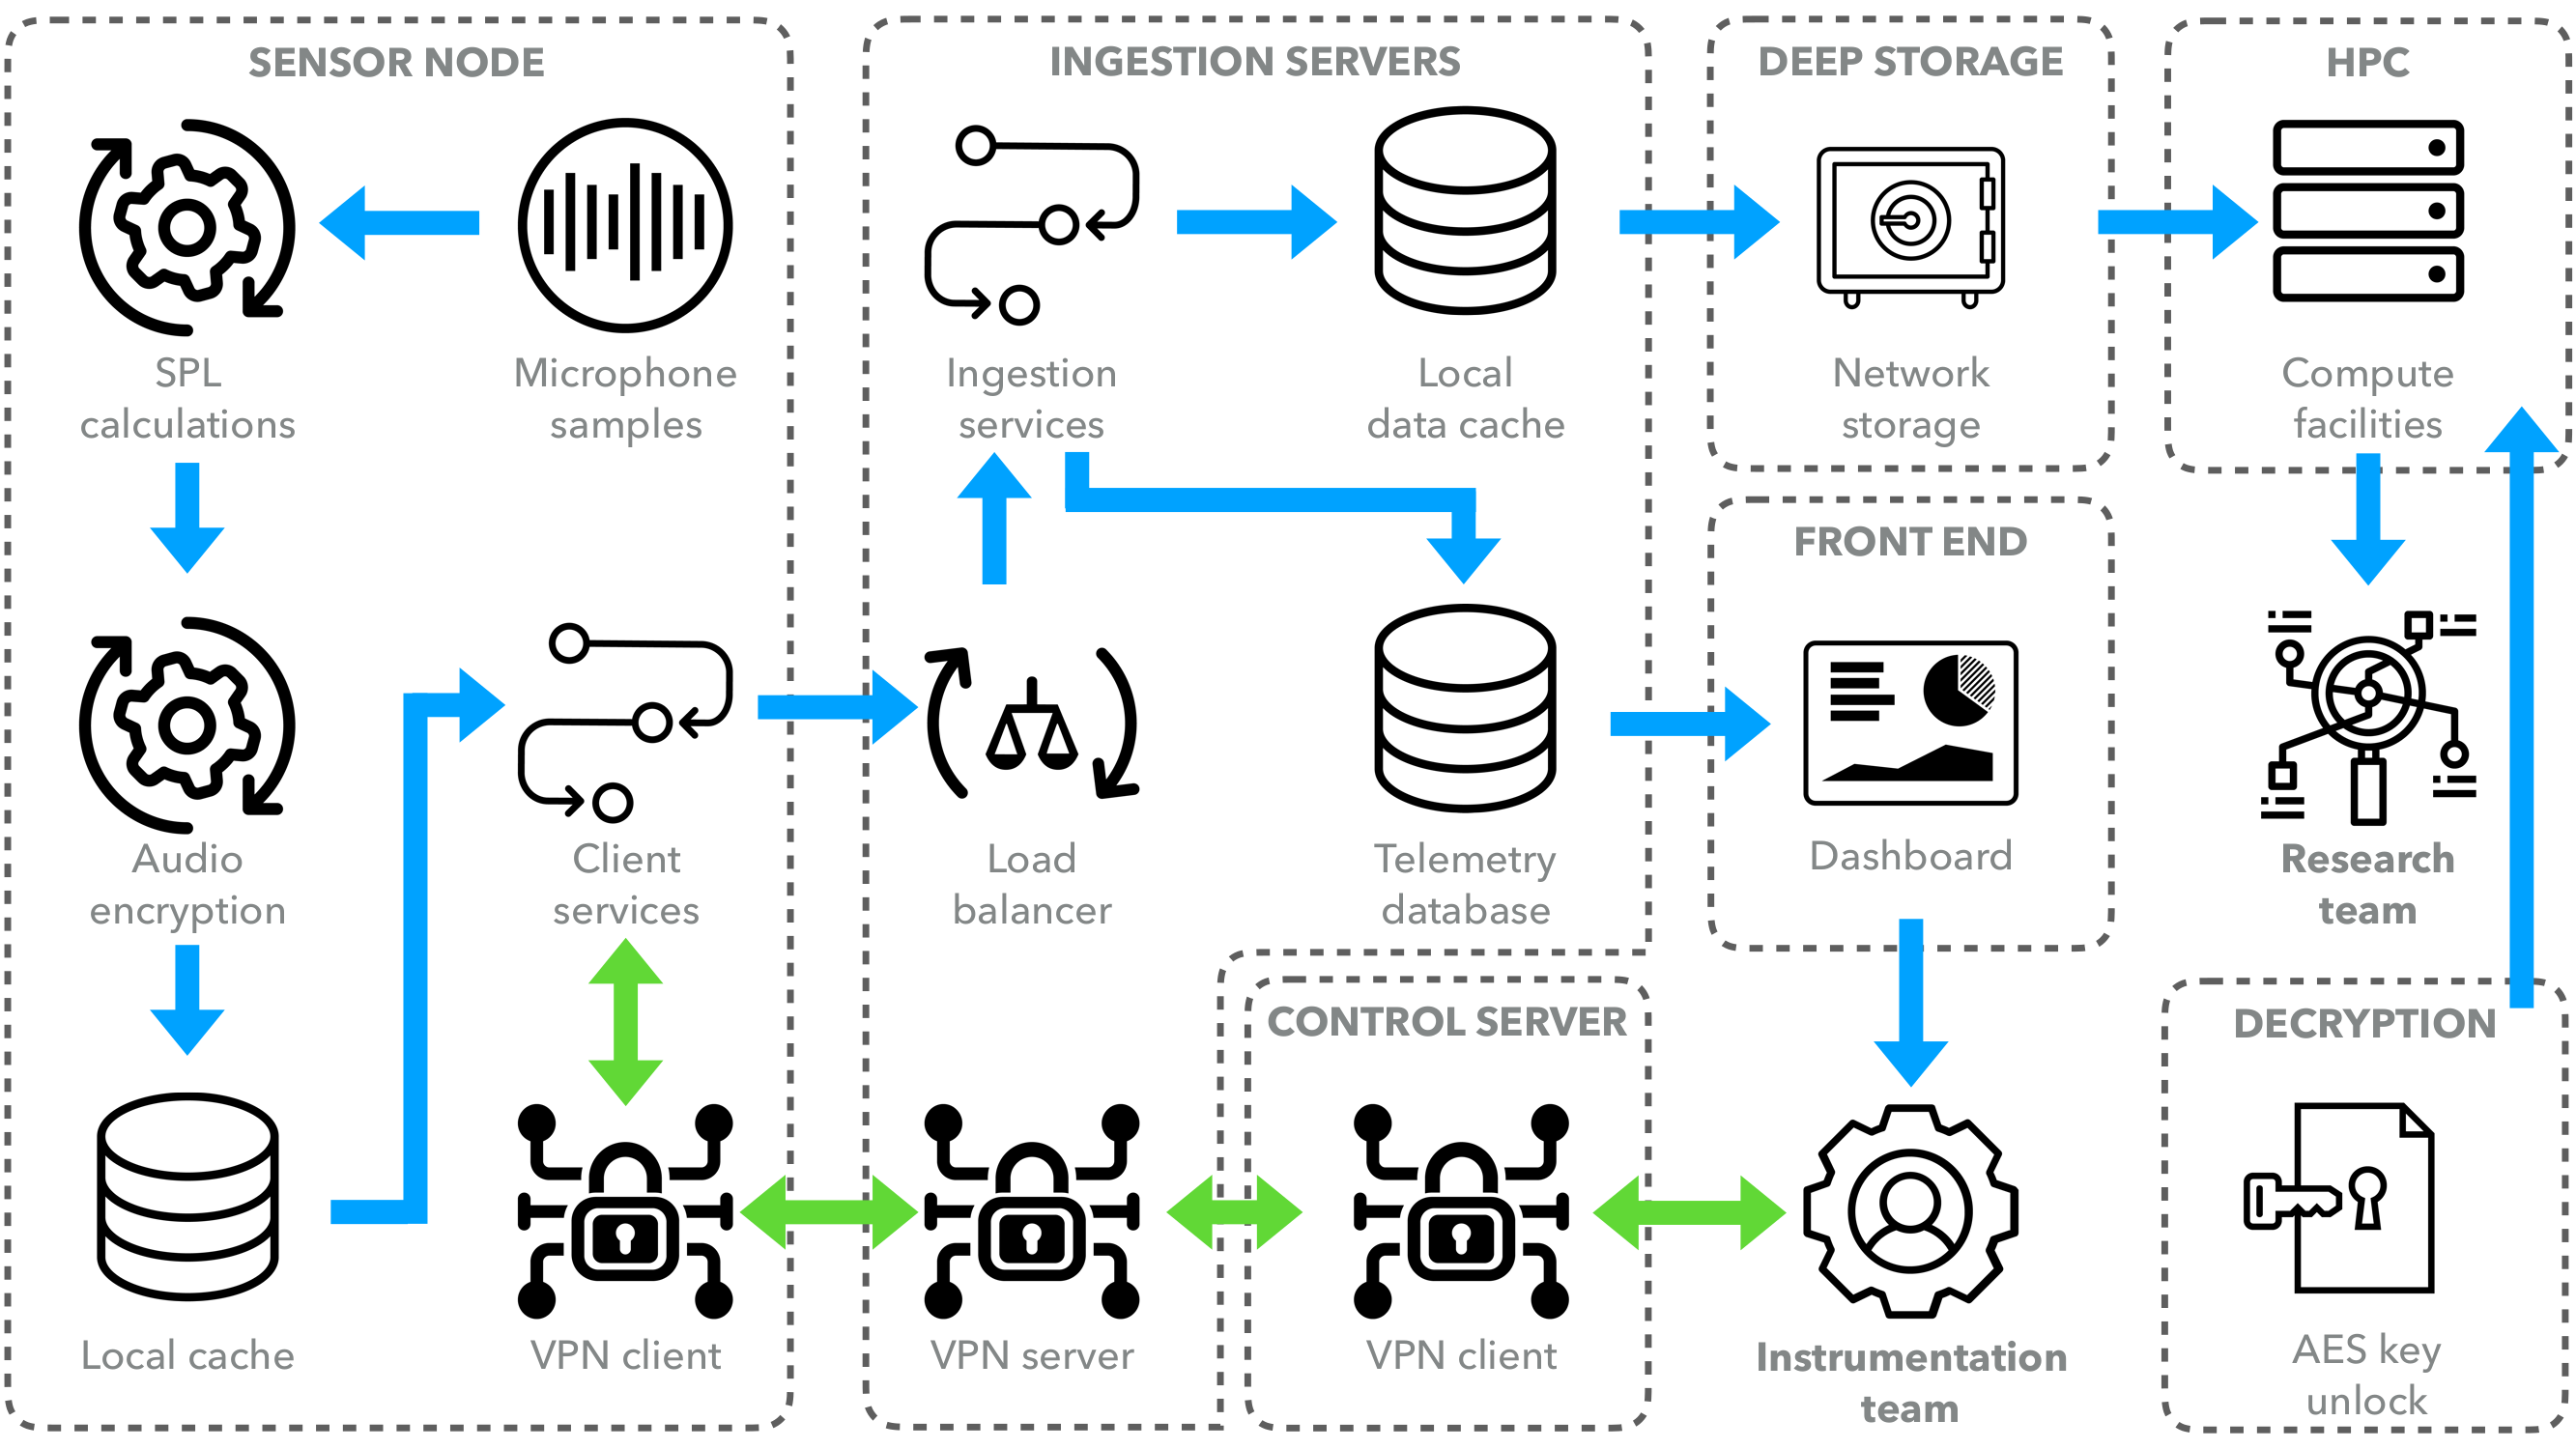 SENSOR NODE
SPL
calculations
Microphone
samples
Audio
encryption
Client
services
Local cache
VPN client
INGESTION SERVERS
Ingestion
services
Local
data cache
Load
balancer
Telemetry
database
VPN server
CONTROL SERVER
VPN client
DEEP STORAGE
Network
storage
FRONT END
Dashboard
Instrumentation
team
HPC
Compute
facilities
Research
team
DECRYPTION
AES key
unlock